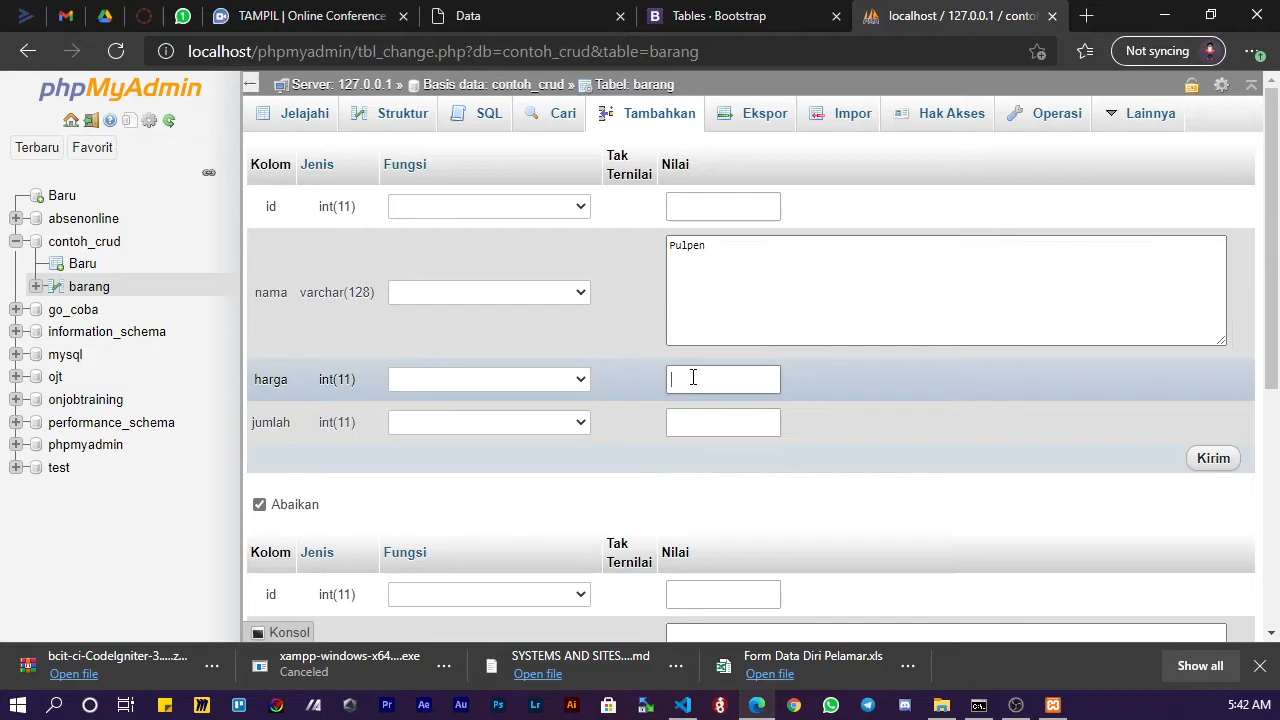 TAMPIL | Online Conference
Data
Tables · Bootstrap
localhost / 127.0.0.1 / conto
localhost/phpmyadmin/tbl_change.php?db=contoh_crud&table=barang
Not syncing
phpMyAdmin
Terbaru
Favorit
Baru
absenonline
contoh_crud
Baru
barang
go_coba
information_schema
mysql
ojt
onjobtraining
performance_schema
phpmyadmin
test
Server: 127.0.0.1 » Basis data: contoh_crud » Tabel: barang
Jelajahi
Struktur
SQL
Cari
Tambahkan
Ekspor
Impor
Hak Akses
Operasi
Lainnya
Kolom Jenis Fungsi Tak Ternilai Nilai
id int(11)
nama varchar(128) Pulpen
harga int(11)
jumlah int(11)
Kirim
Abaikan
Kolom Jenis Fungsi Tak Ternilai Nilai
id int(11)
Konsol
bcit-ci-CodeIgniter-3.....z...
Open file
xampp-windows-x64....exe
Canceled
SYSTEMS AND SITES....md
Open file
Form Data Diri Pelamar.xls
Open file
Show all
5:42 AM